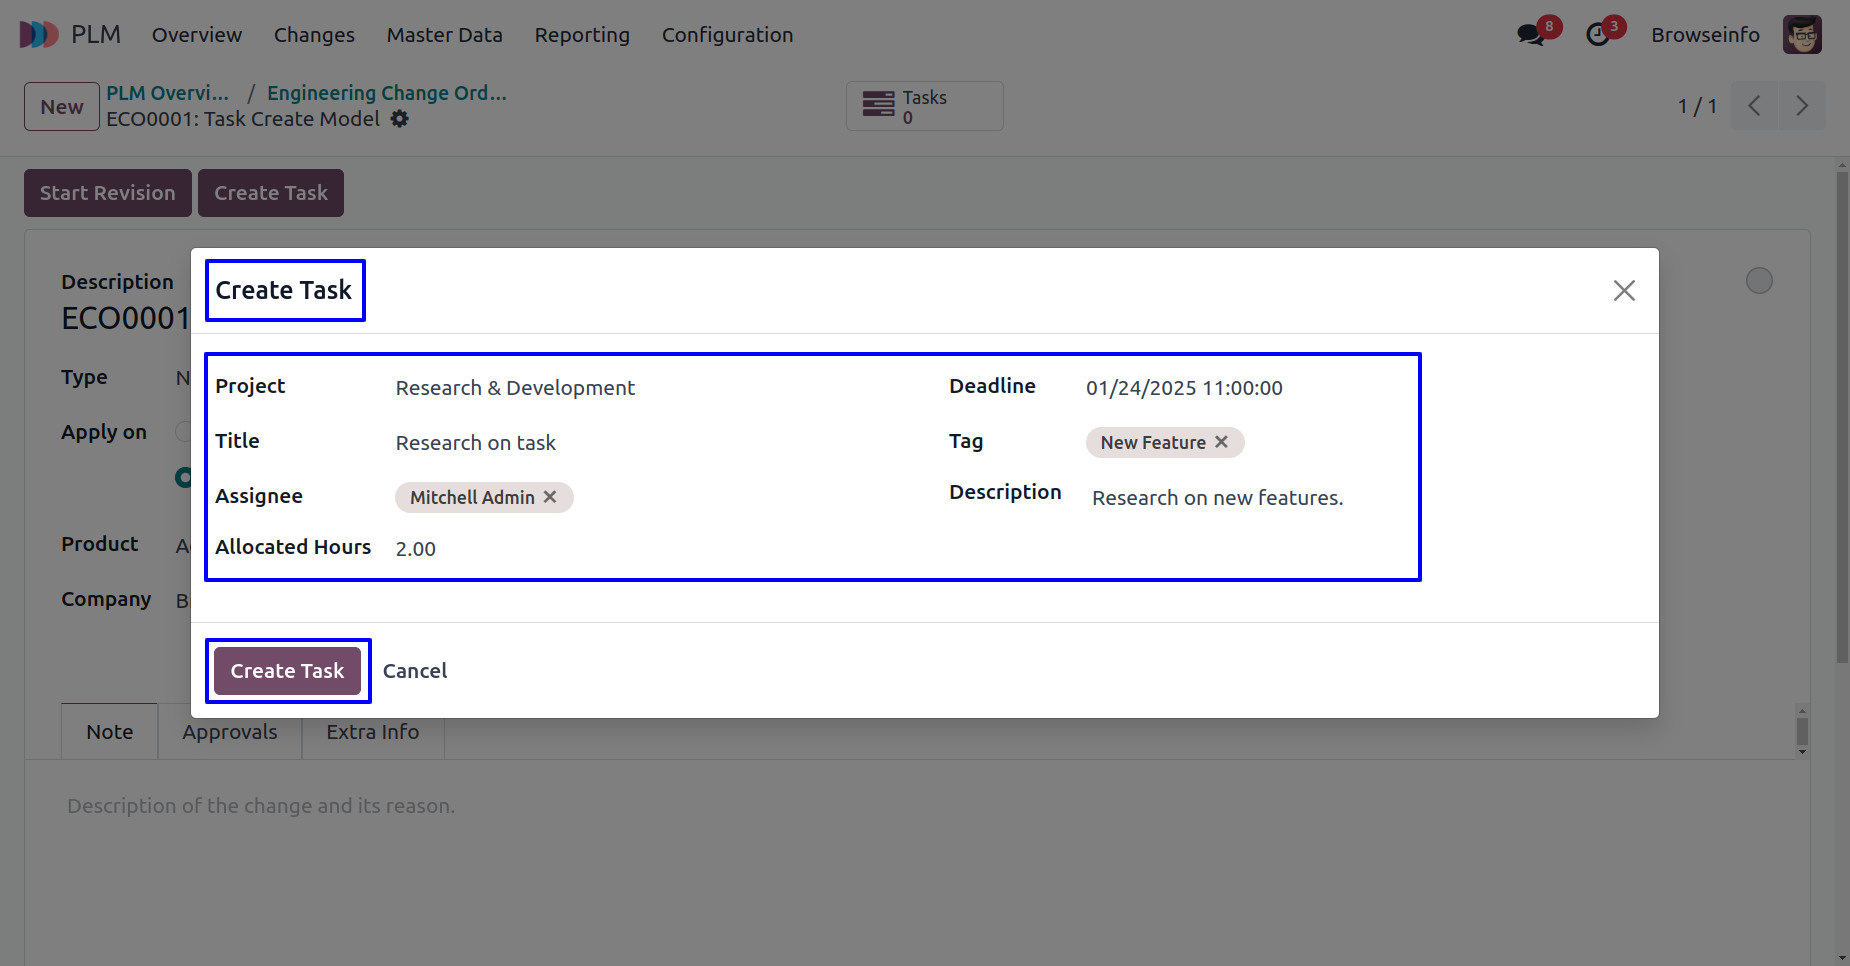 PLM Overview Changes Master Data Reporting Configuration 8 3 Browseinfo
New PLM Overvi... / Engineering Change Ord...
ECO0001: Task Create Model
Tasks
0
1 / 1
Start Revision Create Task
Description
ECO0001
Type N
Apply on
Product A
Company B
Create Task
Project Research & Development Deadline 01/24/2025 11:00:00
Title Research on task Tag New Feature ✕
Assignee Mitchell Admin ✕ Description Research on new features.
Allocated Hours 2.00
Create Task Cancel
Note Approvals Extra Info
Description of the change and its reason.